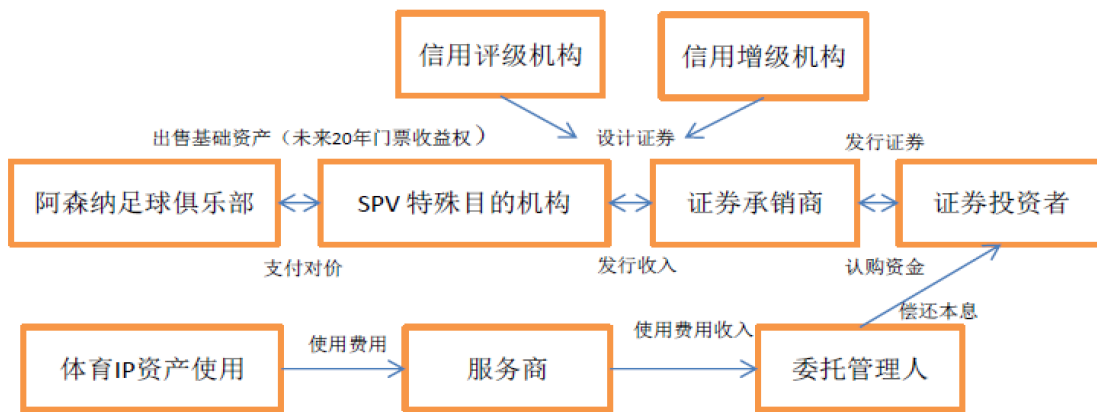 信用评级机构
信用增级机构
出售基础资产（未来20年门票收益权）
设计证券
发行证券
阿森纳足球俱乐部
SPV 特殊目的机构
证券承销商
证券投资者
支付对价
发行收入
认购资金
偿还本息
使用费用
使用费用收入
体育IP资产使用
服务商
委托管理人